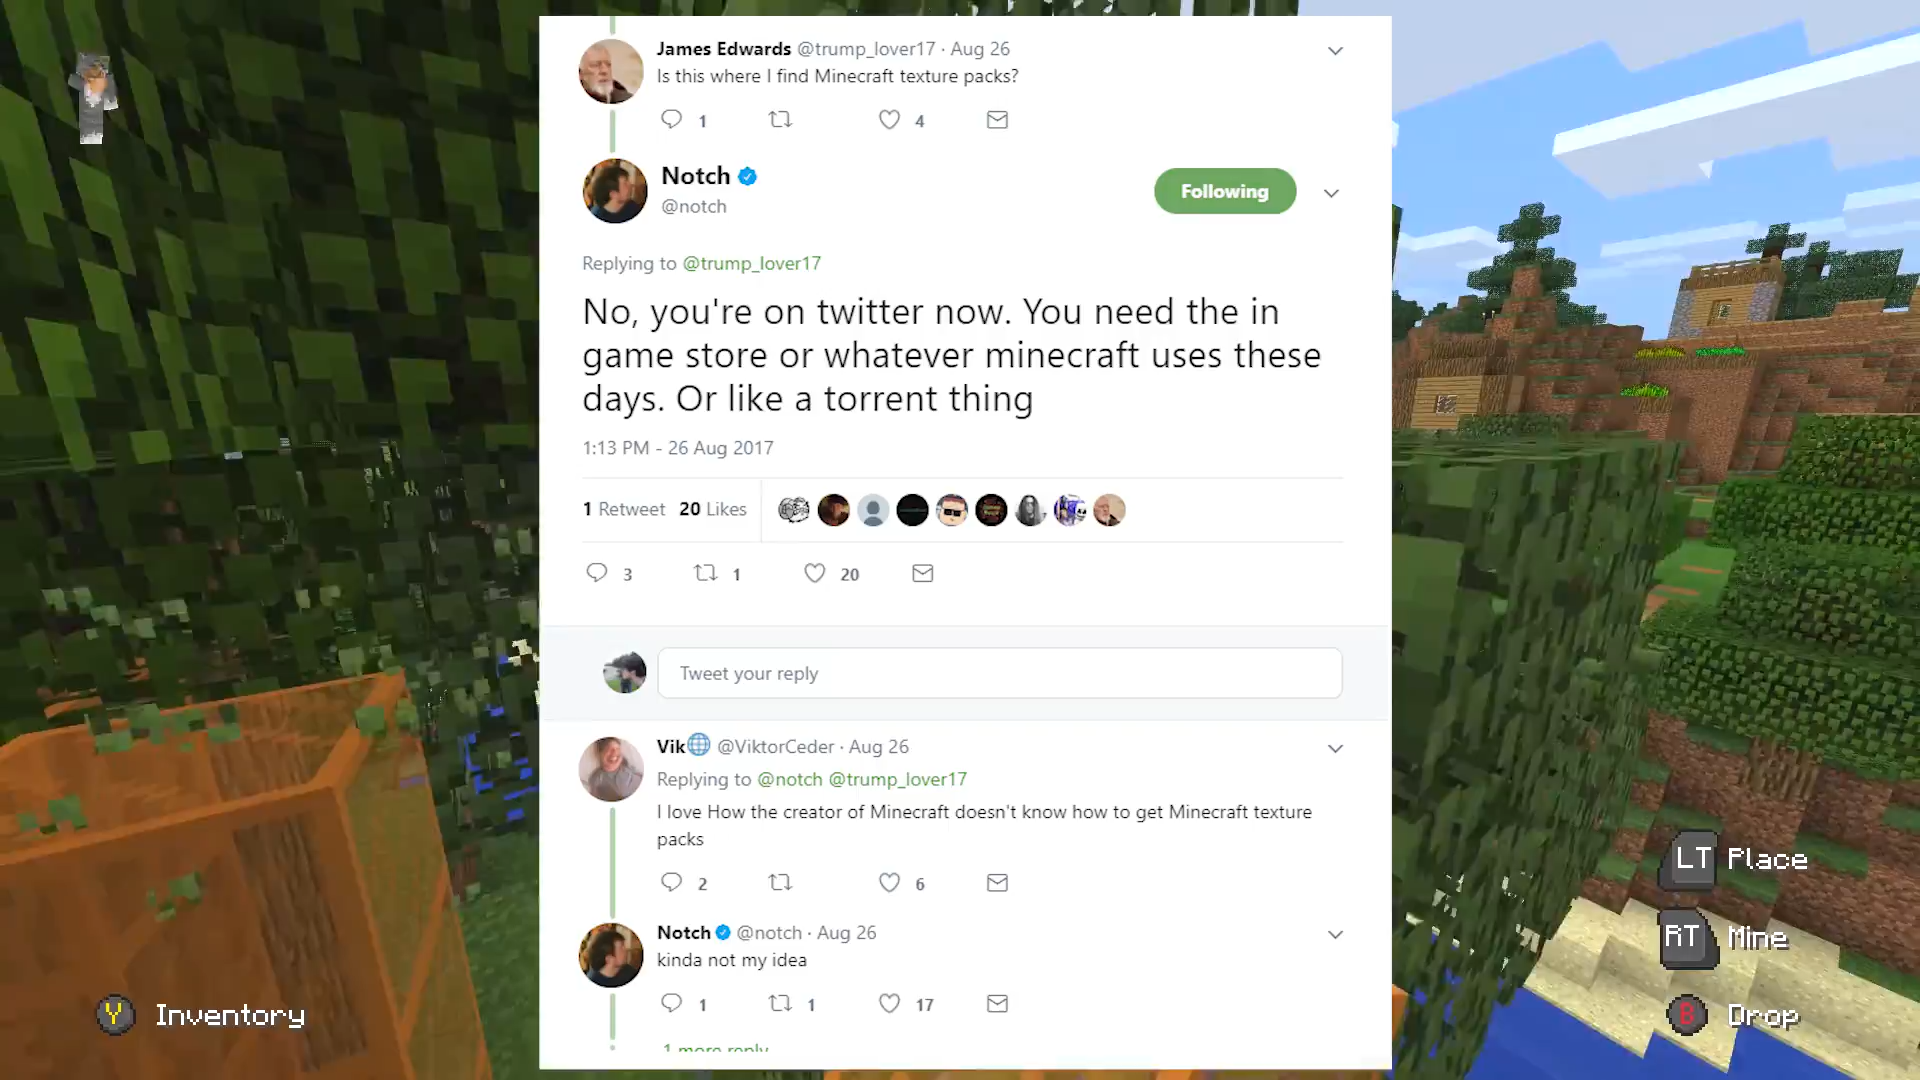 James Edwards @trump_lover17 · Aug 26
Is this where I find Minecraft texture packs?
1 4
Notch
@notch
Following
Replying to @trump_lover17
No, you're on twitter now. You need the in
game store or whatever minecraft uses these
days. Or like a torrent thing
1:13 PM - 26 Aug 2017
1 Retweet 20 Likes
3 1 20
Tweet your reply
Vik @ViktorCeder · Aug 26
Replying to @notch @trump_lover17
I love How the creator of Minecraft doesn't know how to get Minecraft texture
packs
2 6
Notch @notch · Aug 26
kinda not my idea
1 1 17
1 more reply
LT Place
RT Mine
Y Inventory
B Drop